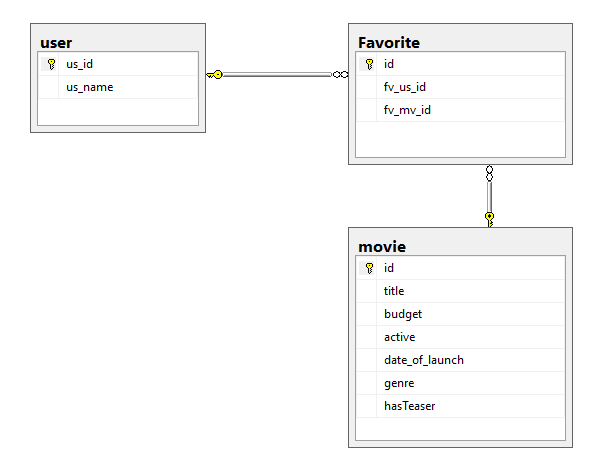 user
us_id
us_name
Favorite
id
fv_us_id
fv_mv_id
movie
id
title
budget
active
date_of_launch
genre
hasTeaser